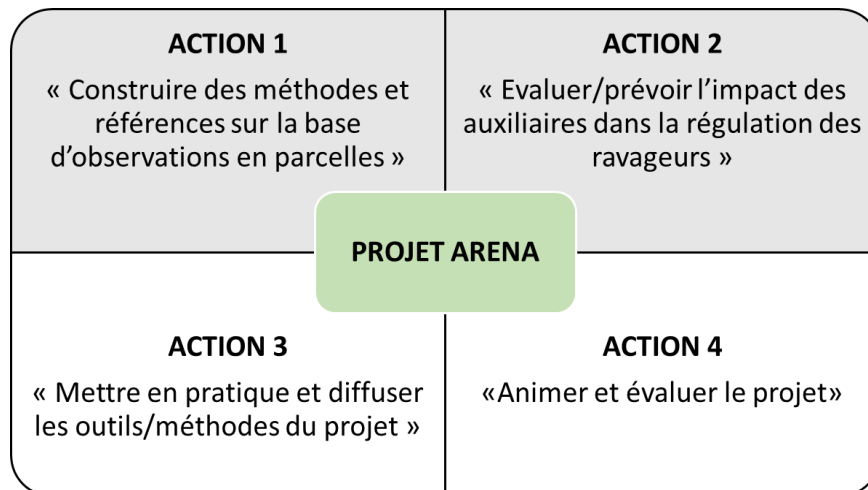 ACTION 1
« Construire des méthodes et
références sur la base
d'observations en parcelles »
ACTION 2
« Evaluer/prévoir l'impact des
auxiliaires dans la régulation des
ravageurs »
PROJET ARENA
ACTION 3
« Mettre en pratique et diffuser
les outils/méthodes du projet »
ACTION 4
«Animer et évaluer le projet»